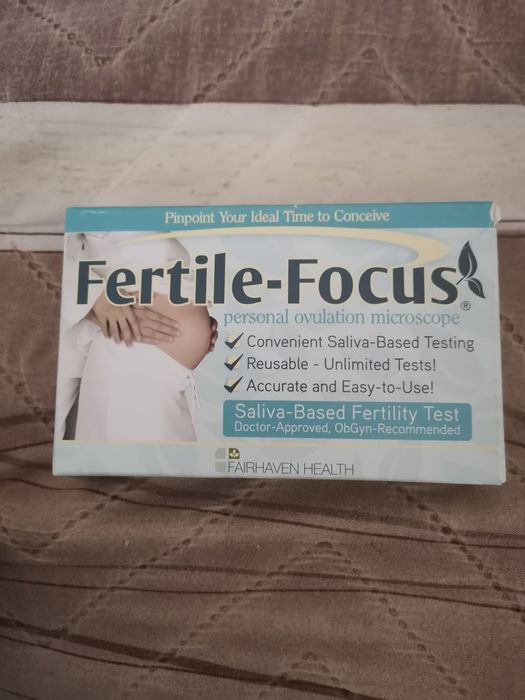 Pinpoint Your Ideal Time to Conceive
Fertile-Focus®
personal ovulation microscope
Convenient Saliva-Based Testing
Reusable - Unlimited Tests!
Accurate and Easy-to-Use!
Saliva-Based Fertility Test
Doctor-Approved, ObGyn-Recommended
FAIRHAVEN HEALTH